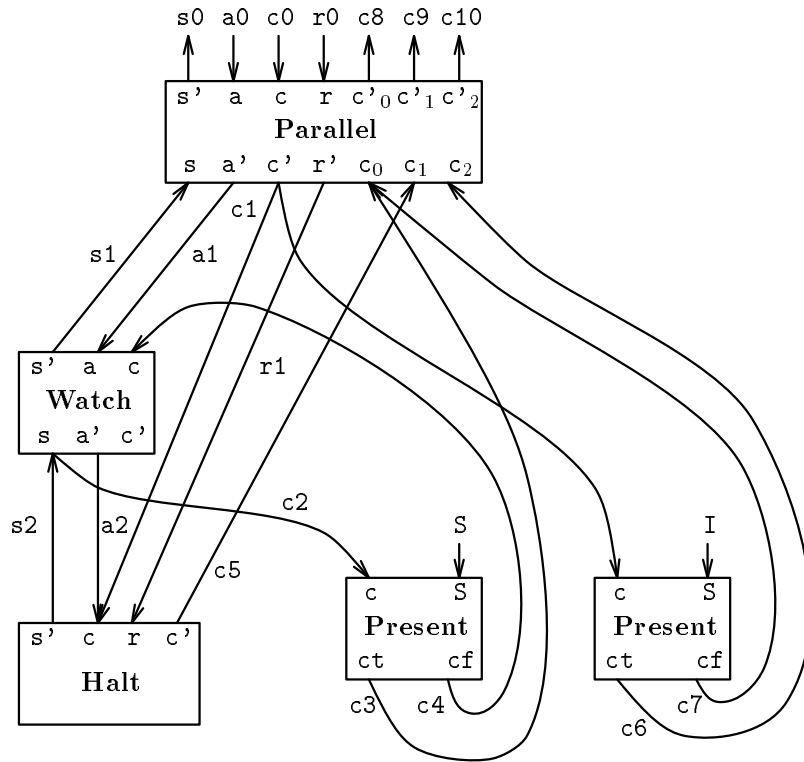 s0 a0 c0 r0 c8 c9 c10
s' a c r c'₀ c'₁ c'₂
Parallel
s a' c' r' c₀ c₁ c₂
c1
s1 a1
r1
s' a c
Watch
s a' c'
c2
s2 a2 S I
c5
c S c S
s' c r c' Present Present
Halt ct cf ct cf
c3 c4 c6 c7